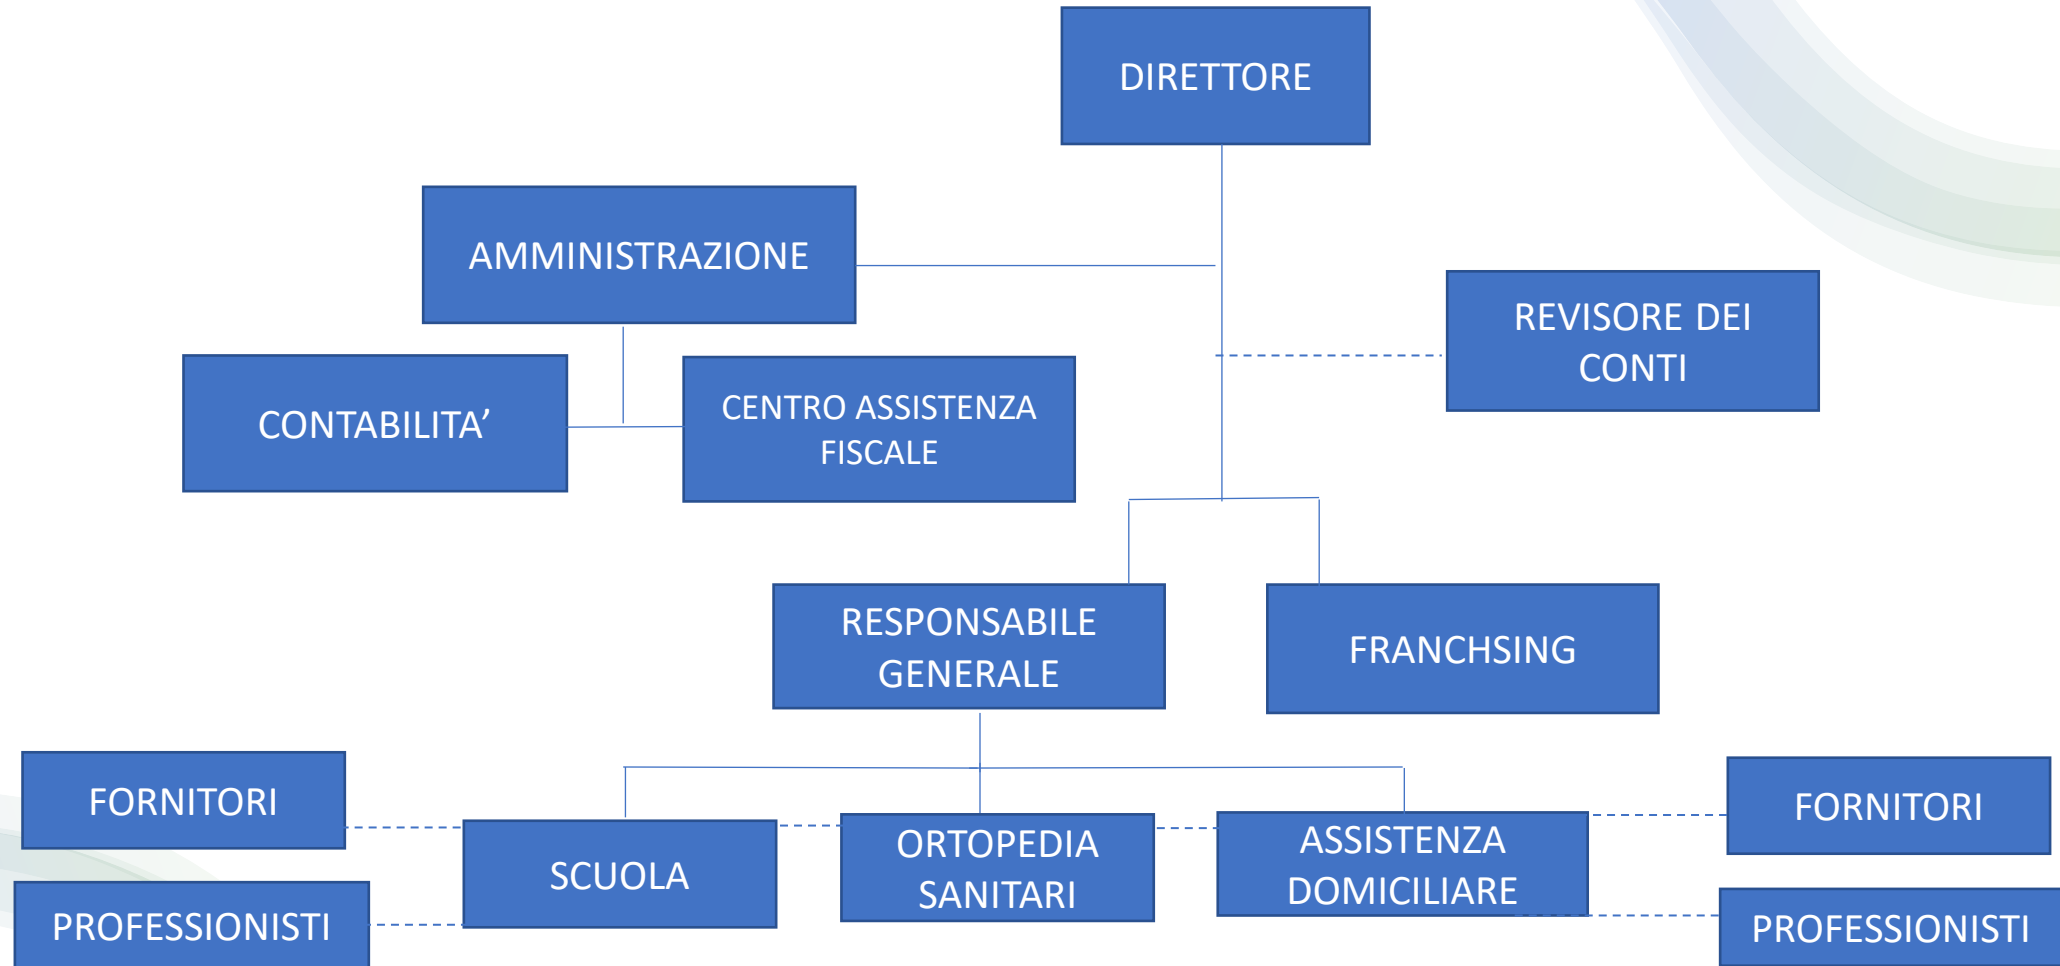 DIRETTORE
AMMINISTRAZIONE
REVISORE DEI
CONTI
CONTABILITA’
CENTRO ASSISTENZA
FISCALE
RESPONSABILE
GENERALE
FRANCHSING
FORNITORI
FORNITORI
SCUOLA
ORTOPEDIA
SANITARI
ASSISTENZA
DOMICILIARE
PROFESSIONISTI
PROFESSIONISTI